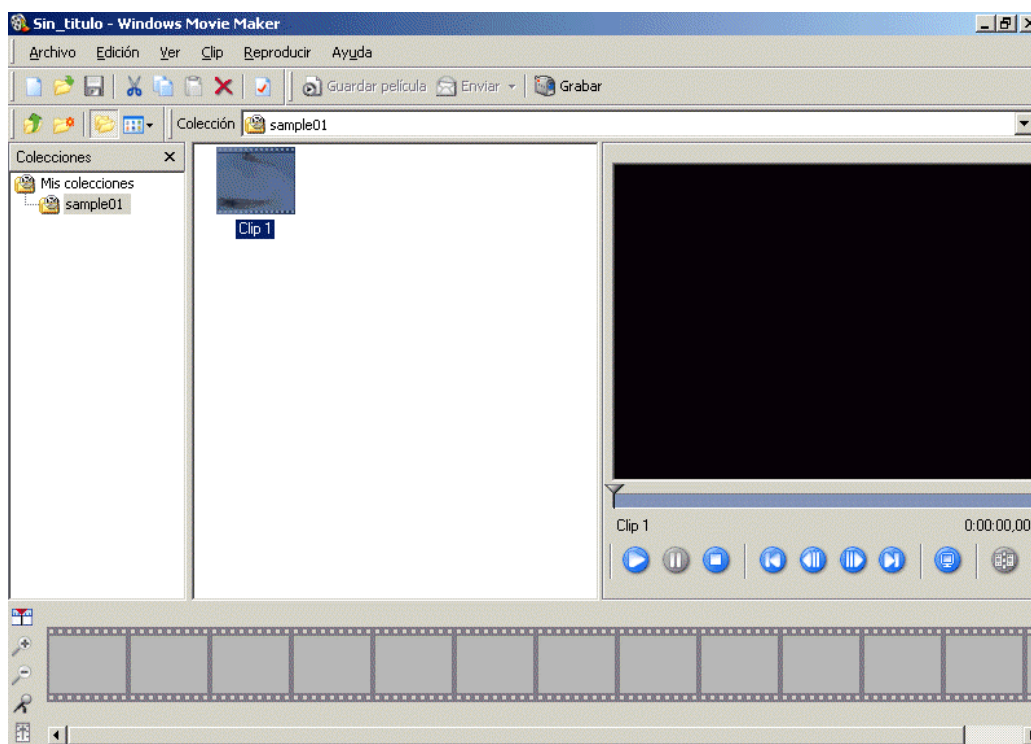 Sin_titulo - Windows Movie Maker
Archivo Edición Ver Clip Reproducir Ayuda
Guardar película Enviar Grabar
Colección sample01
Colecciones
Mis colecciones
sample01
Clip 1
Clip 1 0:00:00,00